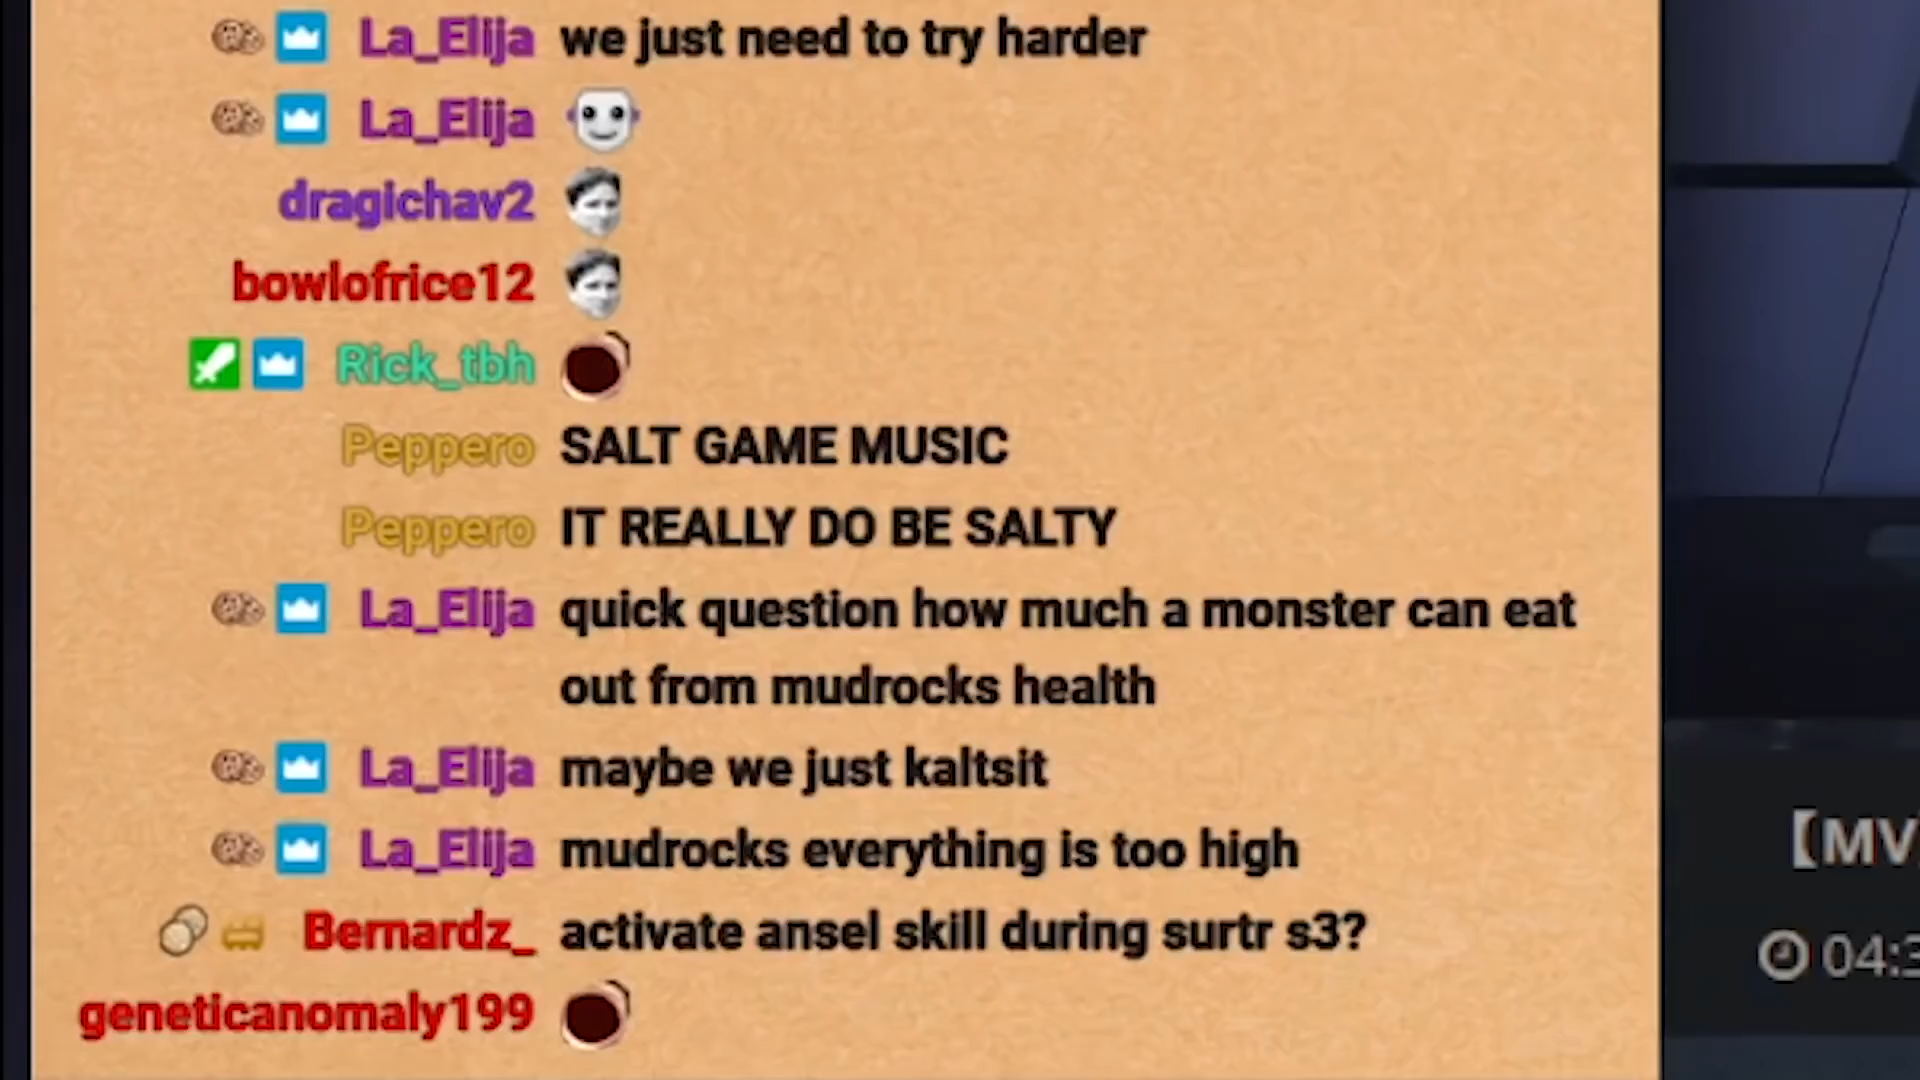 La_Elija we just need to try harder
La_Elija
dragichav2
bowlofrice12
Rick_tbh
Peppero SALT GAME MUSIC
Peppero IT REALLY DO BE SALTY
La_Elija quick question how much a monster can eat
out from mudrocks health
La_Elija maybe we just kaltsit
La_Elija mudrocks everything is too high
Bernardz_ activate ansel skill during surtr s3?
geneticanomaly199
【MV
04:3